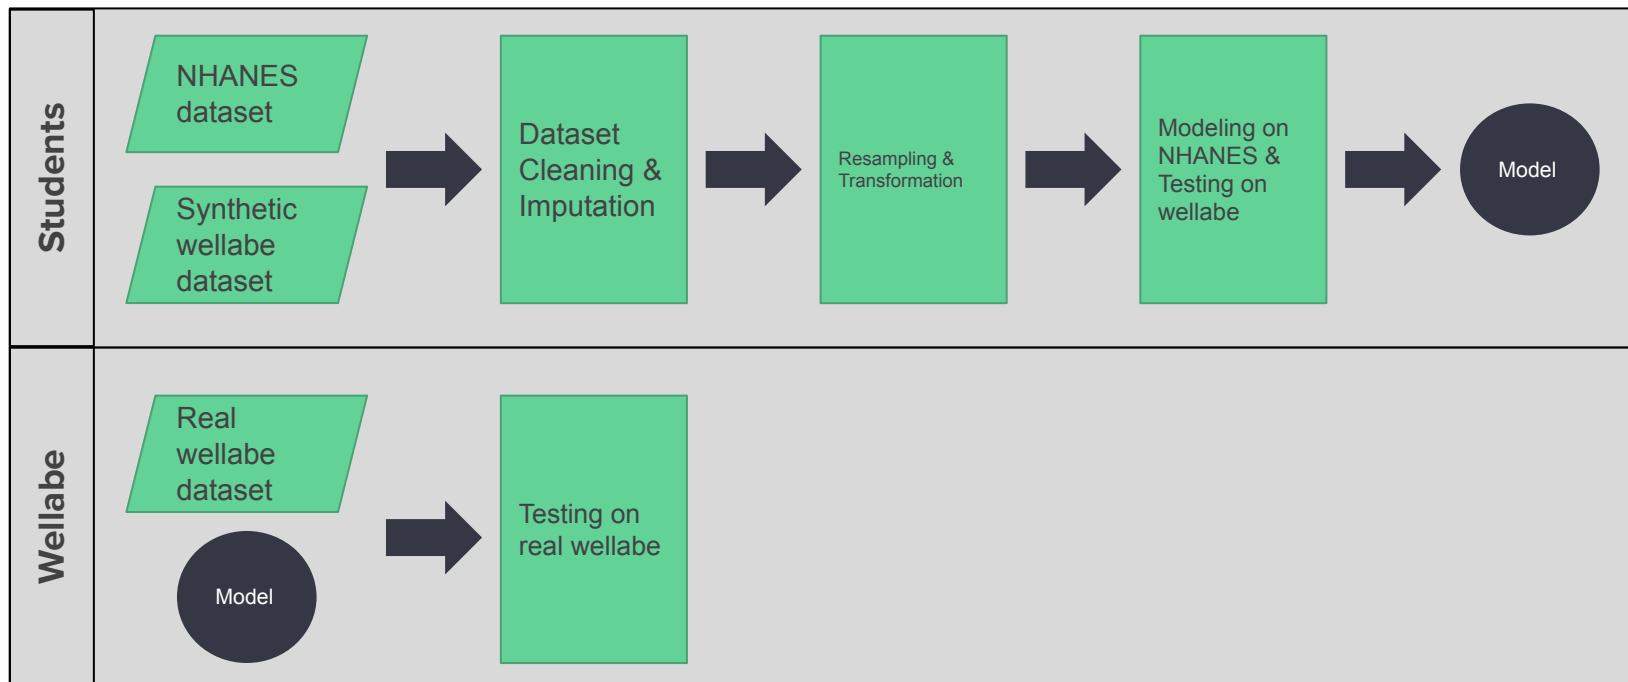 Students
NHANES
dataset
Synthetic
wellabe
dataset
Dataset
Cleaning &
Imputation
Resampling &
Transformation
Modeling on
NHANES &
Testing on
wellabe
Model
Wellabe
Real
wellabe
dataset
Model
Testing on
real wellabe